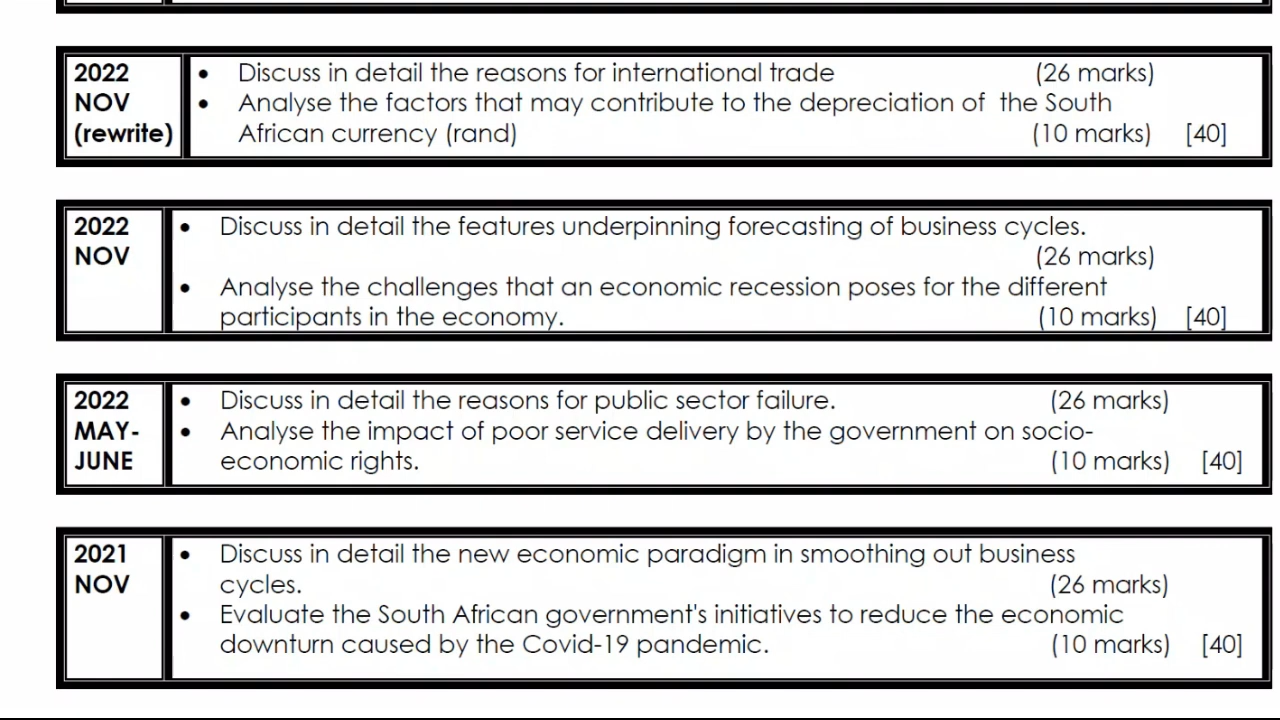 2022 • Discuss in detail the reasons for international trade (26 marks)
NOV • Analyse the factors that may contribute to the depreciation of the South
(rewrite) African currency (rand) (10 marks) [40]
2022 • Discuss in detail the features underpinning forecasting of business cycles.
NOV (26 marks)
• Analyse the challenges that an economic recession poses for the different
participants in the economy. (10 marks) [40]
2022 • Discuss in detail the reasons for public sector failure. (26 marks)
MAY- • Analyse the impact of poor service delivery by the government on socio-
JUNE economic rights. (10 marks) [40]
2021 • Discuss in detail the new economic paradigm in smoothing out business
NOV cycles. (26 marks)
• Evaluate the South African government's initiatives to reduce the economic
downturn caused by the Covid-19 pandemic. (10 marks) [40]